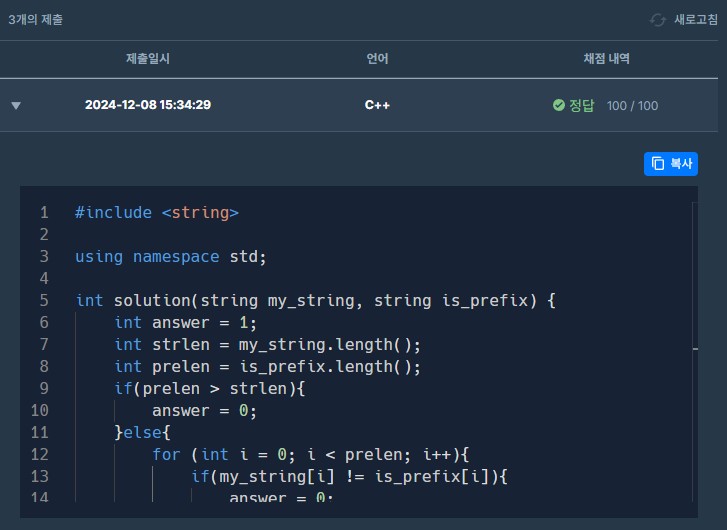 3개의 제출
새로고침
제출일시 언어 채점 내역
2024-12-08 15:34:29 C++ 정답 100 / 100
복사
1 #include <string>
2
3 using namespace std;
4
5 int solution(string my_string, string is_prefix) {
6 int answer = 1;
7 int strlen = my_string.length();
8 int prelen = is_prefix.length();
9 if(prelen > strlen){
10 answer = 0;
11 }else{
12 for (int i = 0; i < prelen; i++){
13 if(my_string[i] != is_prefix[i]){
14 answer = 0;